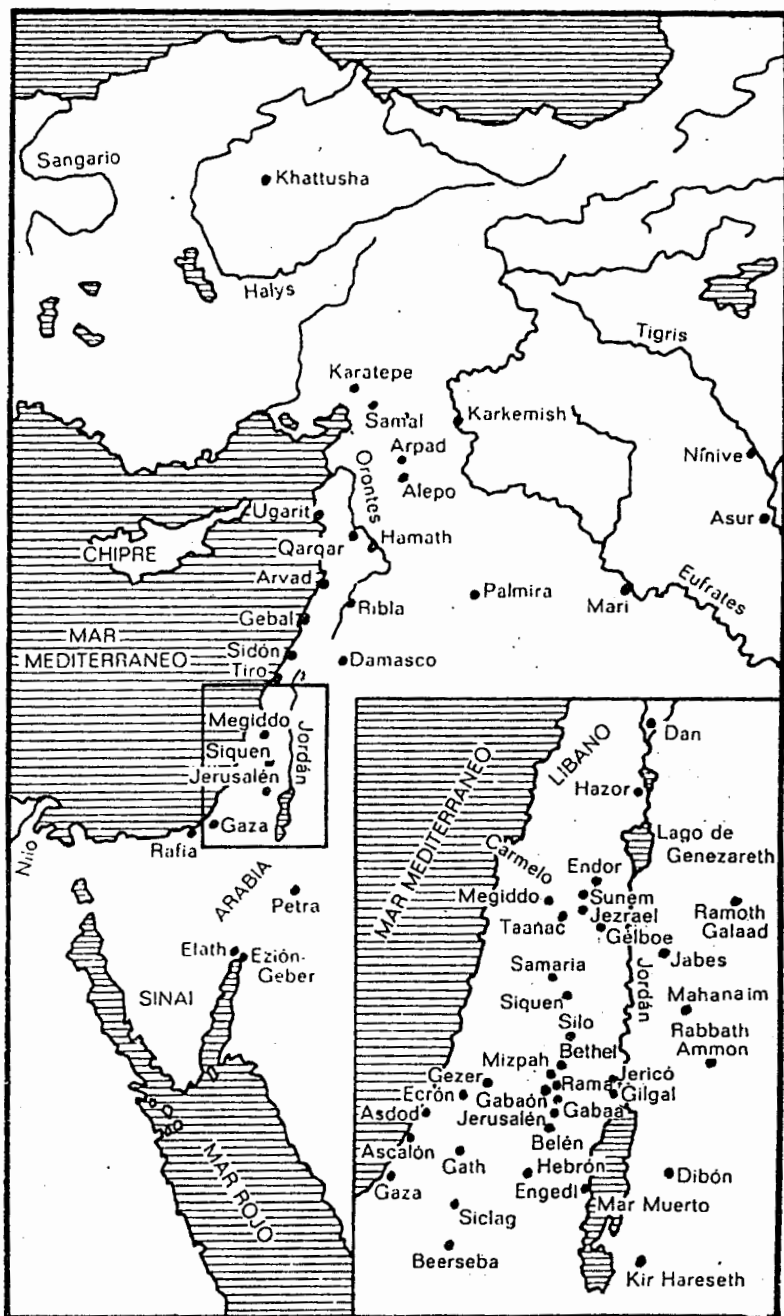 Sangario
Khattusha
Halys
Tigris
Karatepe
Sam'al
Karkemish
Arpad
Nínive
Orontes
Alepo
Ugarit
Asur
CHIPRE
Qarqar
Hamath
Arvad
Palmira
Mari
Eufrates
Ribla
Gebal
MAR
MEDITERRANEO
Sidón
Damasco
Tiro
Megiddo
Siquen
Jordán
Jerusalén
Gaza
Rafia
Nilo
ARABIA
Petra
Elath
Ezión-
Geber
SINAI
MAR ROJO
Dan
LIBANO
MAR MEDITERRANEO
Hazor
Lago de
Genezareth
Carmelo
Endor
Megiddo
Sunem
Jezrael
Ramoth
Galaad
Taanac
Gelboe
Jabes
Samaria
Jordán
Mahanaim
Siquen
Silo
Rabbath
Ammon
Mizpah
Bethel
Gezer
Rama
Jericó
Ecrón
Gabaón
Gilgal
Asdod
Gabaa
Jerusalén
Belén
Ascalón
Gath
Hebrón
Dibón
Gaza
Engedi
Mar Muerto
Siclag
Beerseba
Kir Hareseth